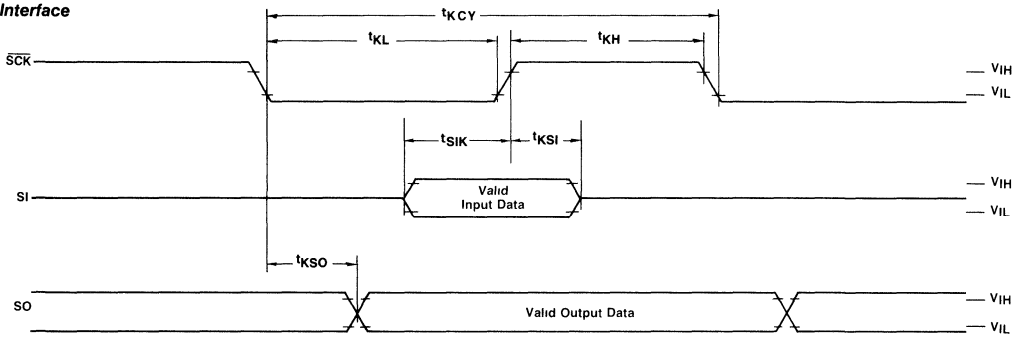 Interface
tKCY
tKL
tKH
SCK
VIH
VIL
tSIK
tKSI
SI
Valid
Input Data
VIH
VIL
tKSO
SO
Valid Output Data
VIH
VIL